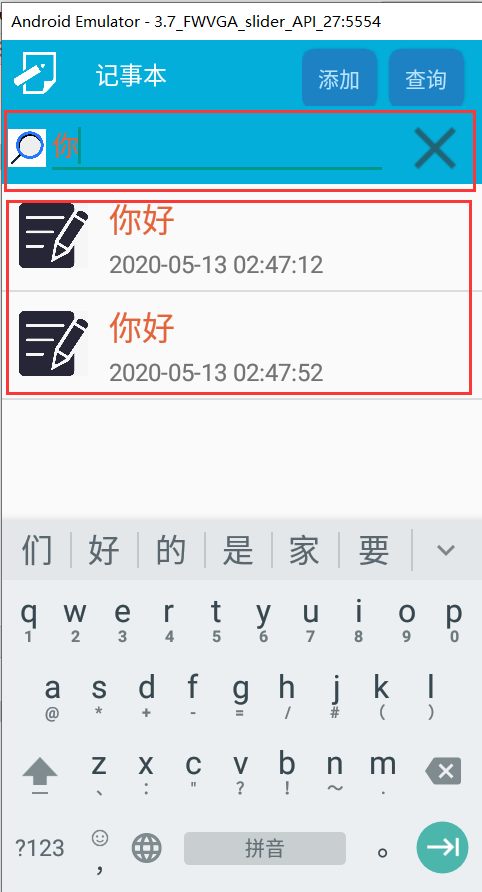 Android Emulator - 3.7_FWVGA_slider_API_27:5554
记事本 添加 查询
你
你好
2020-05-13 02:47:12
你好
2020-05-13 02:47:52
们 好 的 是 家 要
q w e r t y u i o p
1 2 3 4 5 6 7 8 9 0
a s d f g h j k l
@ * + - = / # ( )
z x c v b n m
、 : " ? ! ~ .
?123 , 拼音 。